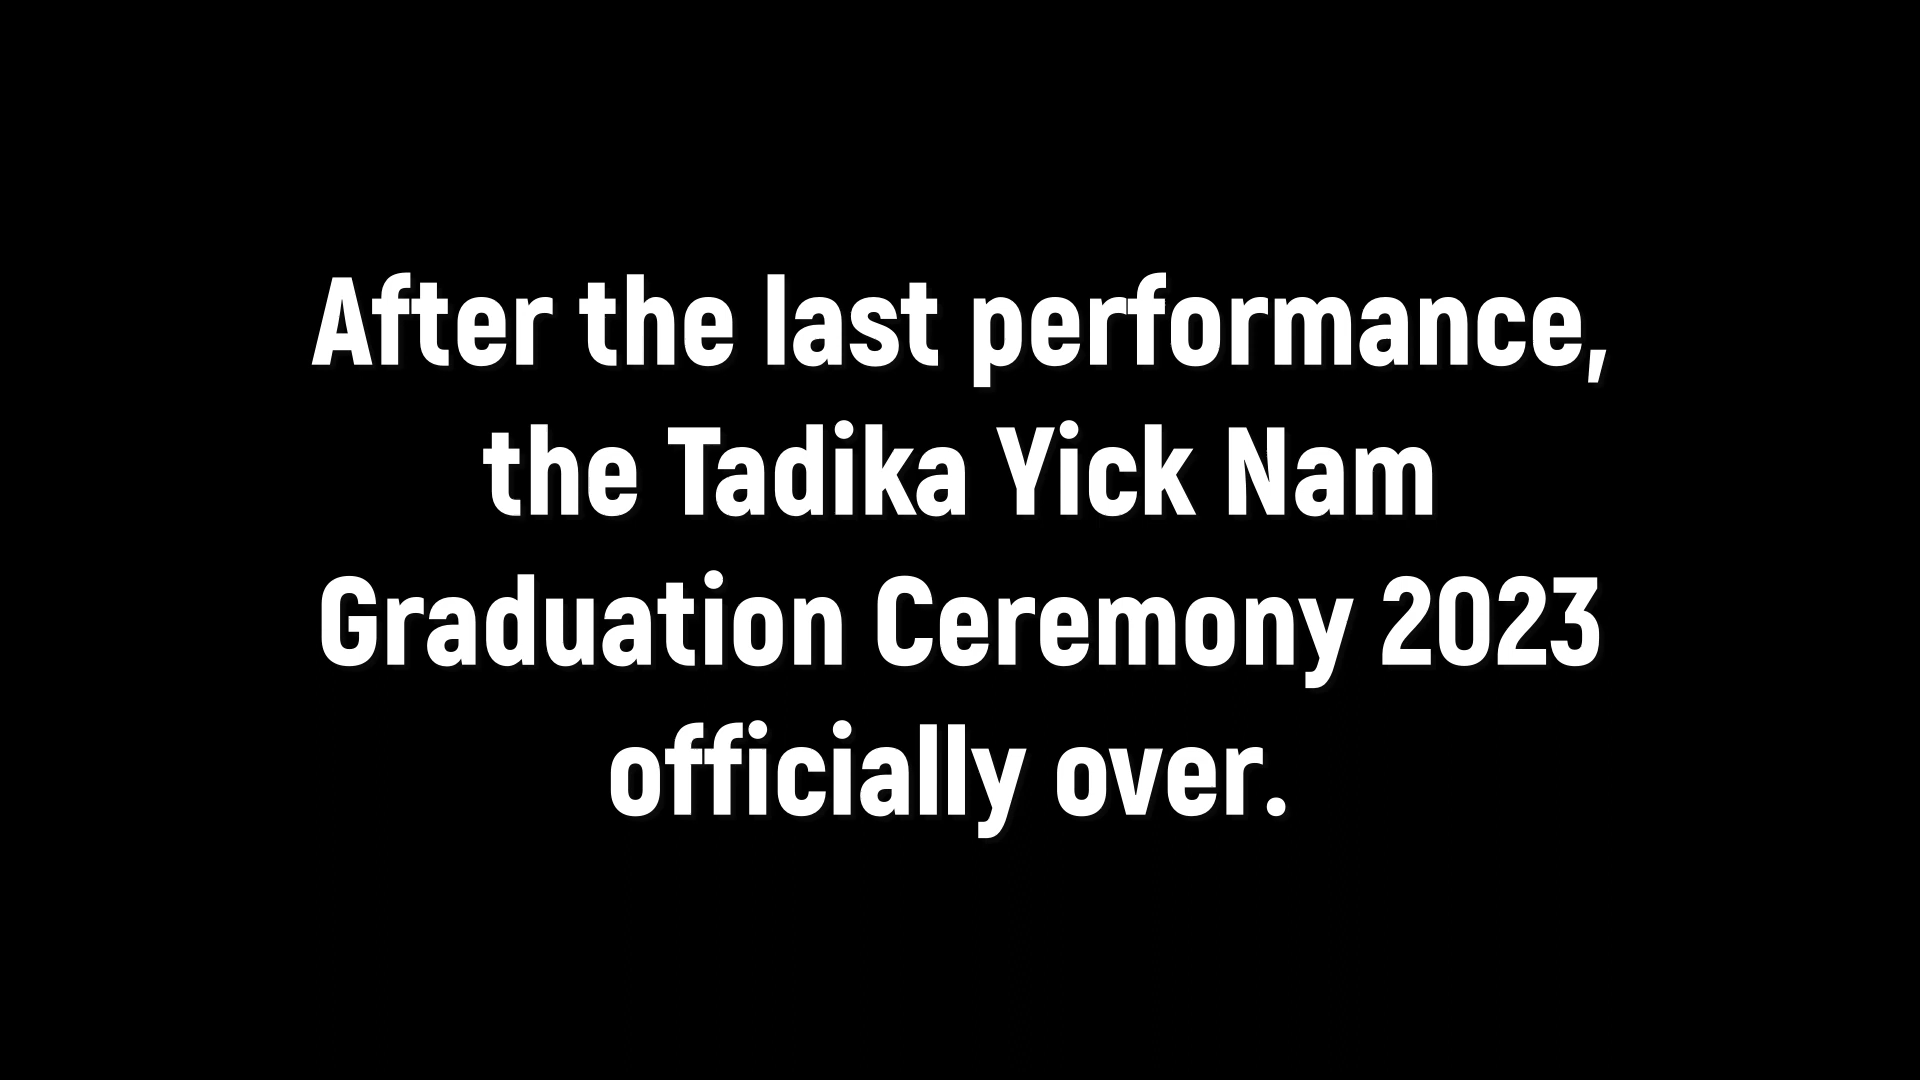 After the last performance,
the Tadika Yick Nam
Graduation Ceremony 2023
officially over.